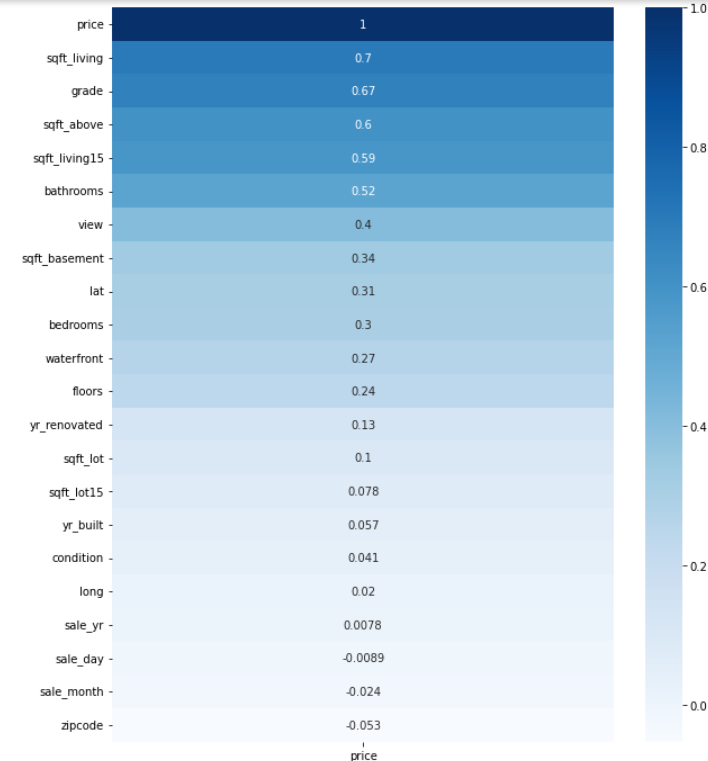 price 1
sqft_living 0.7
grade 0.67
sqft_above 0.6
sqft_living15 0.59
bathrooms 0.52
view 0.4
sqft_basement 0.34
lat 0.31
bedrooms 0.3
waterfront 0.27
floors 0.24
yr_renovated 0.13
sqft_lot 0.1
sqft_lot15 0.078
yr_built 0.057
condition 0.041
long 0.02
sale_yr 0.0078
sale_day -0.0089
sale_month -0.024
zipcode -0.053
price
1.0
0.8
0.6
0.4
0.2
0.0